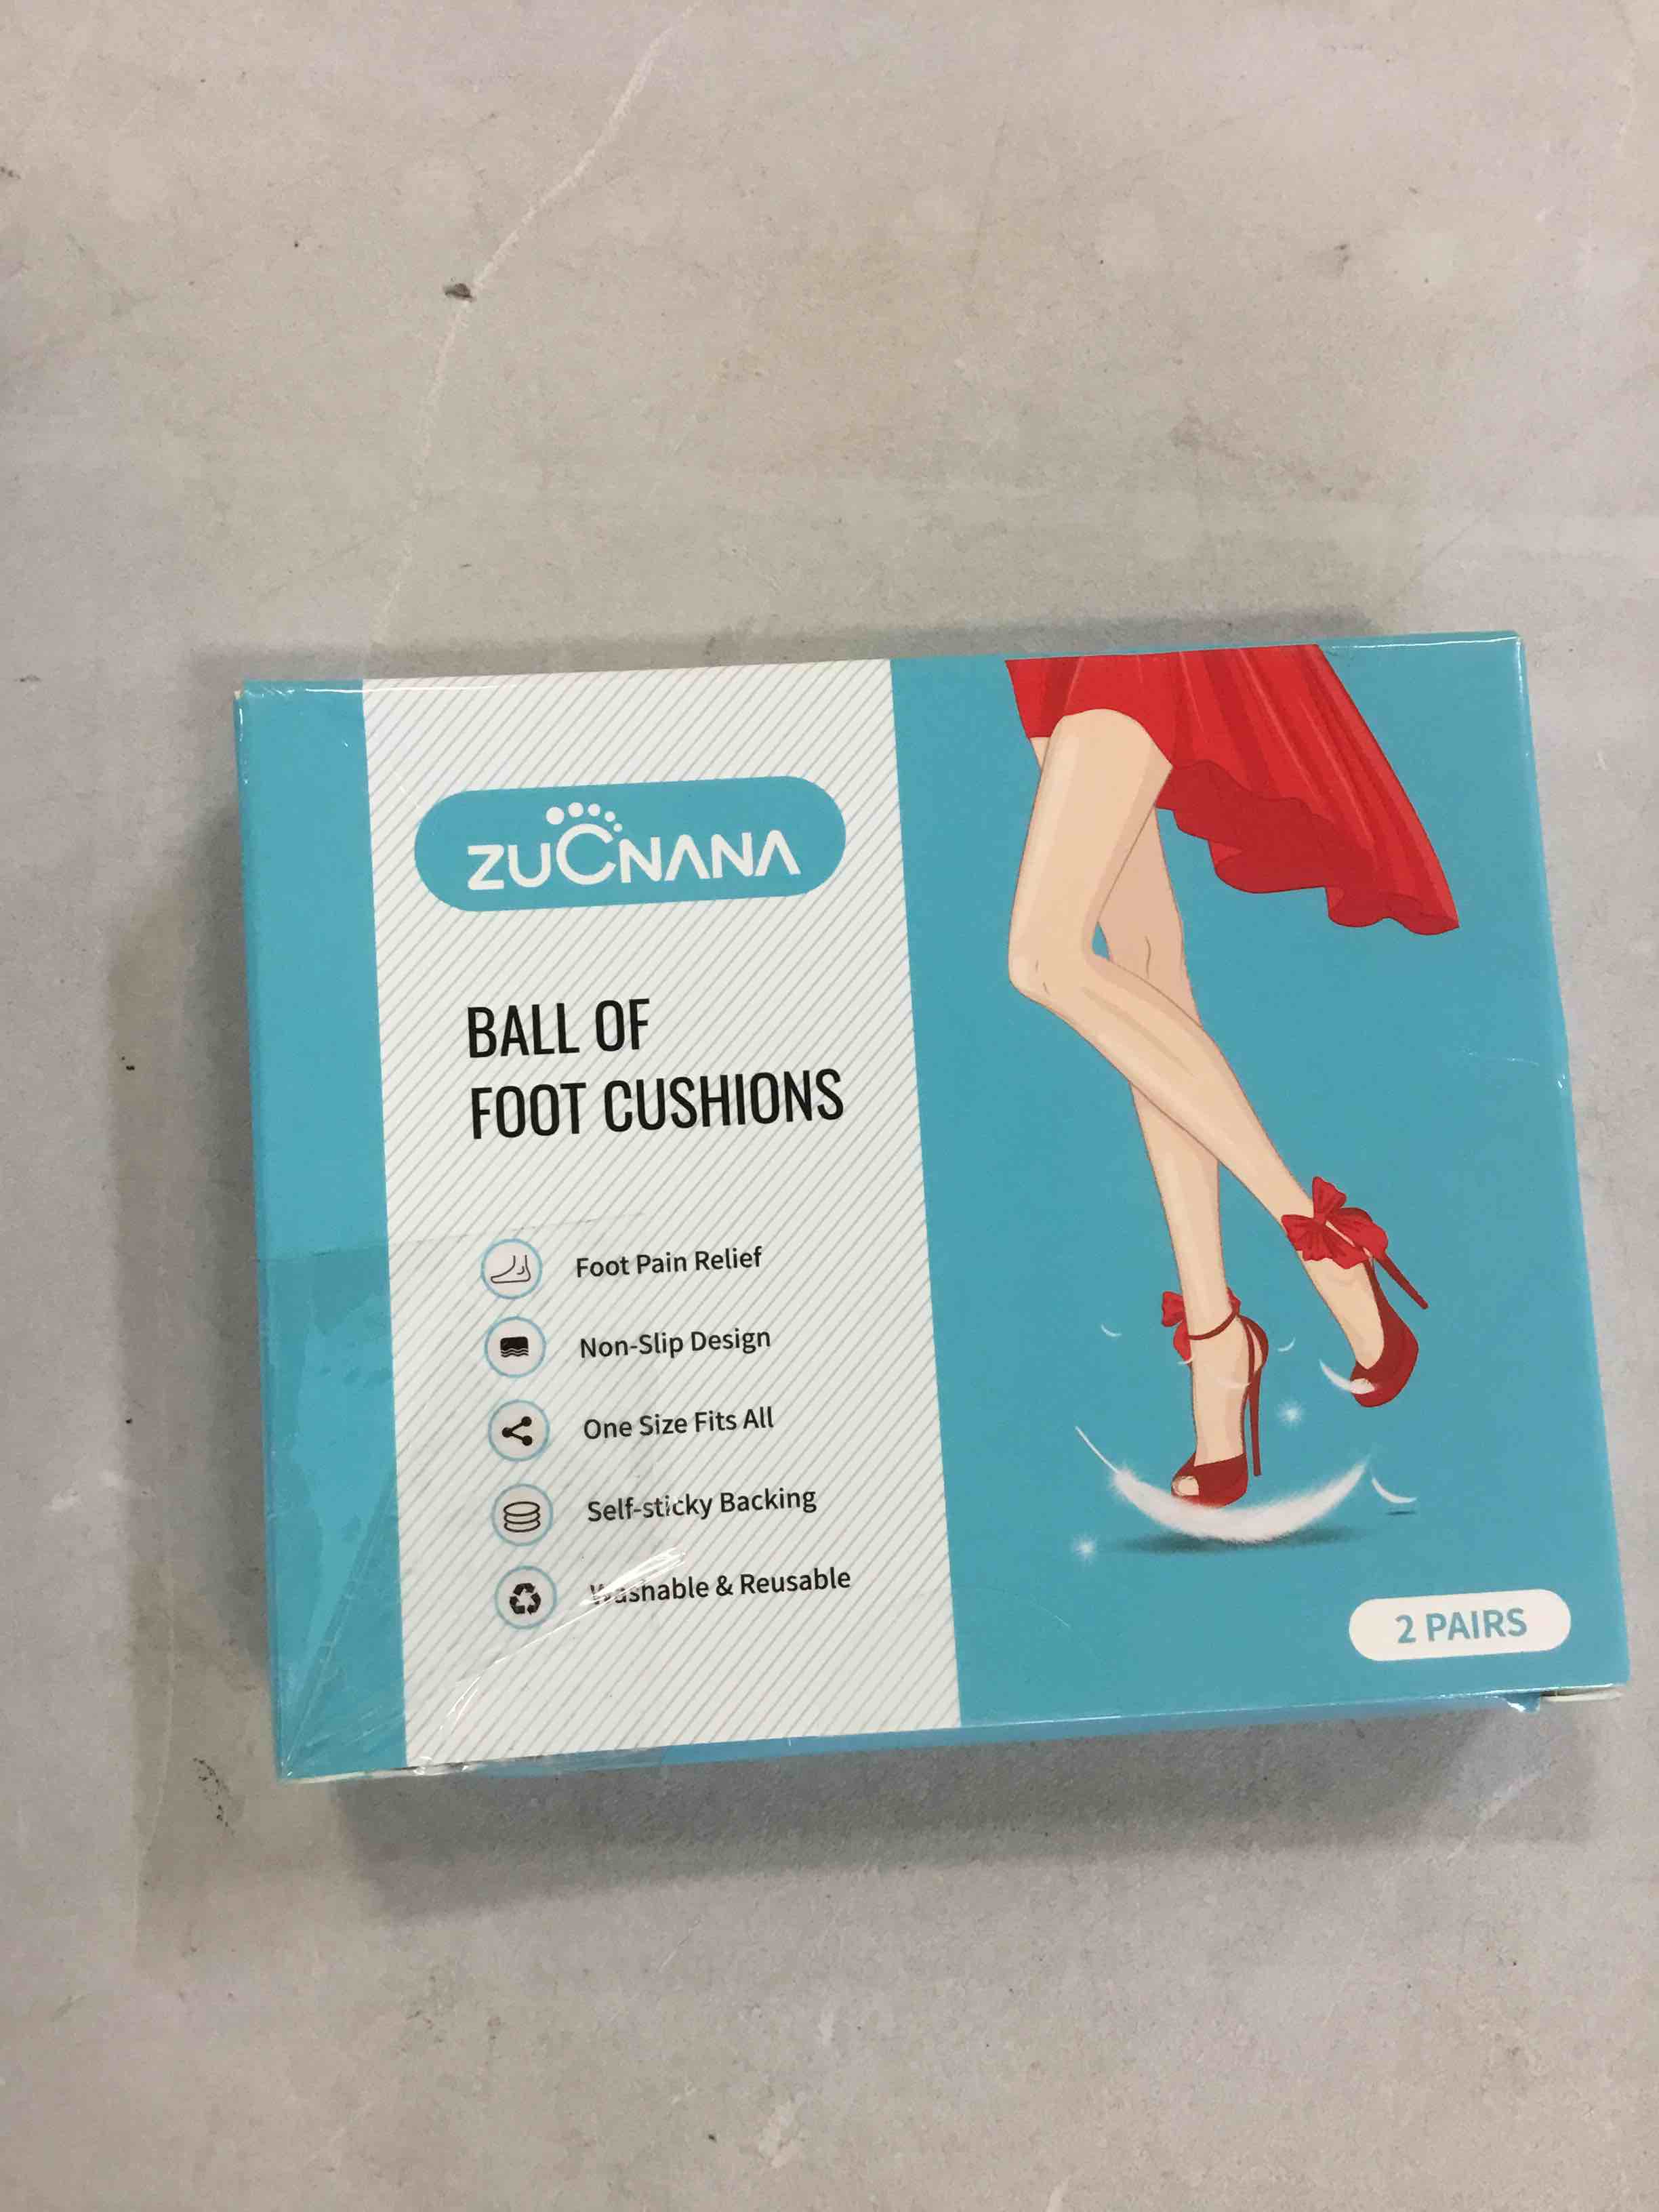 ZUCNANA
BALL OF
FOOT CUSHIONS
Foot Pain Relief
Non-Slip Design
One Size Fits All
Self-sticky Backing
Washable & Reusable
2 PAIRS